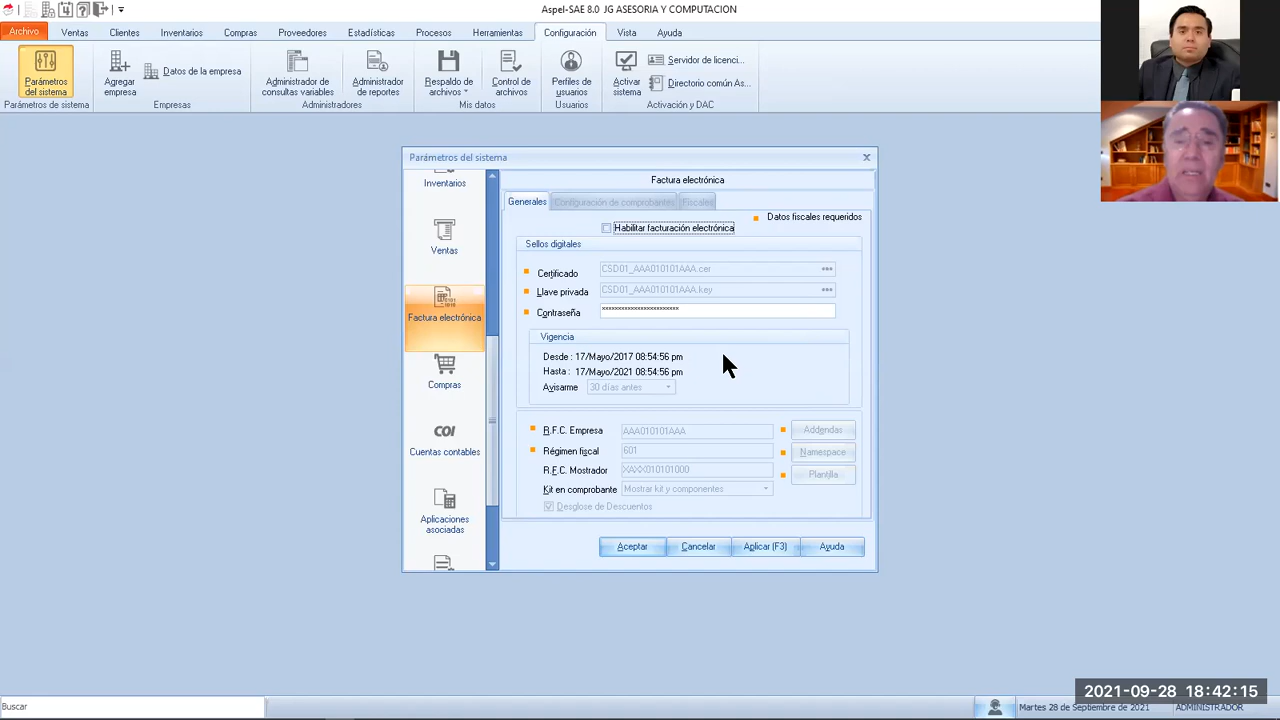 Aspel-SAE 8.0 JG ASESORIA Y COMPUTACION
Archivo Ventas Clientes Inventarios Compras Proveedores Estadísticas Procesos Herramientas Configuración Vista Ayuda
Parámetros del sistema
Agregar empresa
Datos de la empresa
Administrador de consultas variables
Administrador de reportes
Respaldo de archivos
Control de archivos
Perfiles de usuarios
Activar sistema
Servidor de licenci...
Directorio común As...
Parámetros de sistema Empresas Administradores Mis datos Usuarios Activación y DAC
Parámetros del sistema
Inventarios
Ventas
Factura electrónica
Compras
COI
Cuentas contables
Aplicaciones asociadas
Factura electrónica
Generales Configuración de comprobantes Fiscales
Datos fiscales requeridos
Habilitar facturación electrónica
Sellos digitales
Certificado CSD01_AAA010101AAA.cer
Llave privada CSD01_AAA010101AAA.key
Contraseña
Vigencia
Desde : 17/Mayo/2017 08:54:56 pm
Hasta : 17/Mayo/2021 08:54:56 pm
Avisarme 30 días antes
R.F.C. Empresa AAA010101AAA Addendas
Régimen fiscal 601 Namespace
R.F.C. Mostrador XAXX010101000 Plantilla
Kit en comprobante Mostrar kit y componentes
Desglose de Descuentos
Aceptar Cancelar Aplicar (F3) Ayuda
2021-09-28 18:42:15
Buscar Martes 28 de Septiembre de 2021 ADMINISTRADOR